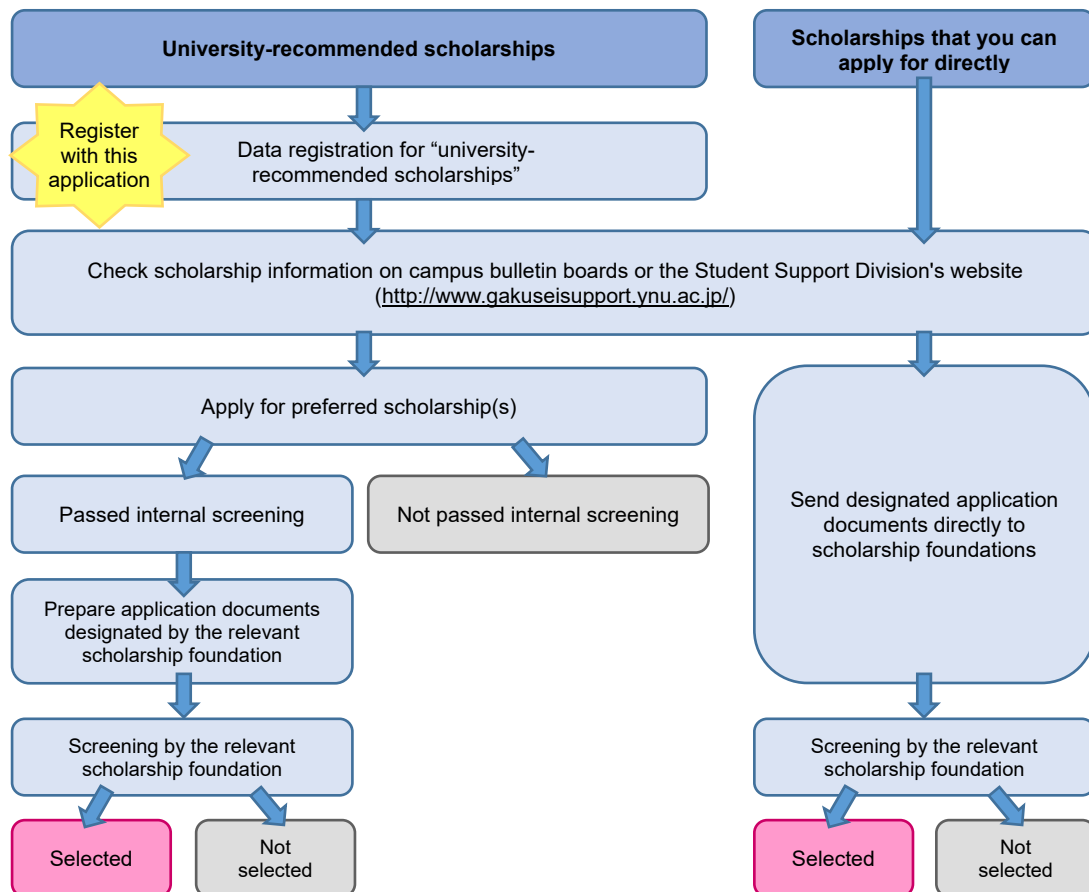 University-recommended scholarships
Scholarships that you can
apply for directly
Register
with this
application
Data registration for “university-
recommended scholarships”
Check scholarship information on campus bulletin boards or the Student Support Division's website
(http://www.gakuseisupport.ynu.ac.jp/)
Apply for preferred scholarship(s)
Passed internal screening
Not passed internal screening
Send designated application
documents directly to
scholarship foundations
Prepare application documents
designated by the relevant
scholarship foundation
Screening by the relevant
scholarship foundation
Screening by the relevant
scholarship foundation
Selected
Not
selected
Selected
Not
selected